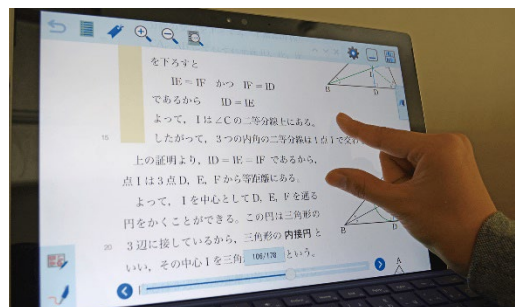 を下ろすと
IE＝IF かつ IF＝ID
であるから ID＝IE
よって，Iは∠Cの二等分線上にある。
15 したがって，3つの内角の二等分線は1点Iで交わ
上の証明より，ID＝IE＝IF であるから，
点Iは3点D，E，Fから等距離にある。
よって，Iを中心としてD，E，Fを通る
円をかくことができる。この円は三角形の
20 3辺に接しているから，三角形の内接円と
いい，その中心Iを三角 という。
106/178
B D
B D
A